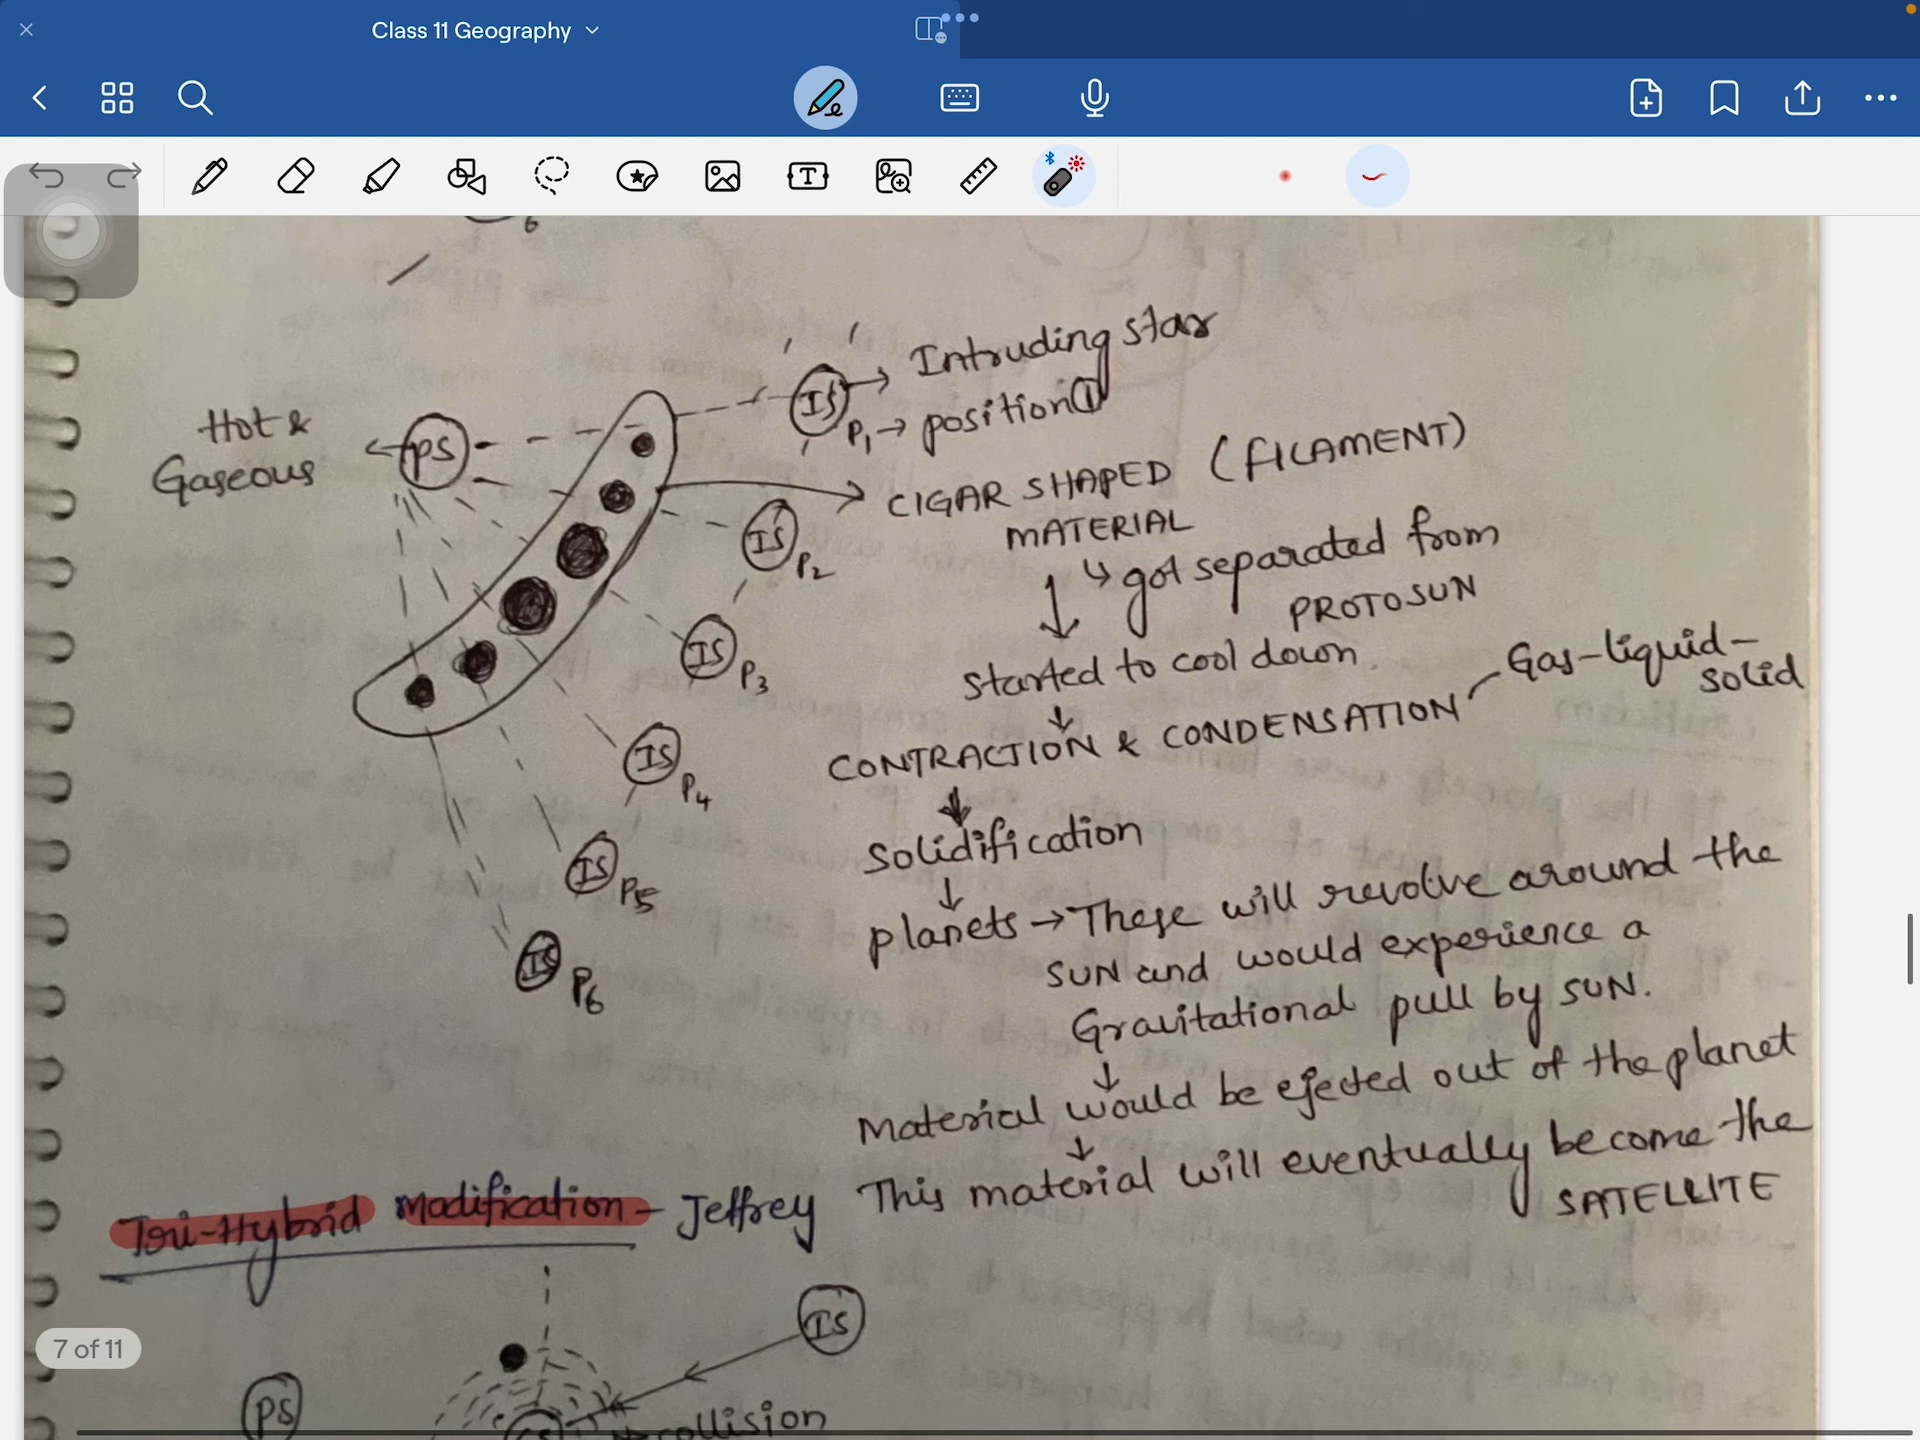 Class 11 Geography
6
Intruding star
IS
P1 → position ①
Hot &
Gaseous
PS
CIGAR SHAPED (FILAMENT)
MATERIAL
IS P2
↳ got separated from
PROTOSUN
IS P3
started to cool down.
Gas-liquid-
solid
CONTRACTION & CONDENSATION
IS P4
solidification
IS P5
planets → These will revolve around the
SUN and would experience a
IS P6
Gravitational pull by SUN.
Material would be ejected out of the planet
This material will eventually become the
SATELLITE
Tri-Hybrid Modification - Jeffrey
IS
7 of 11
PS
collision